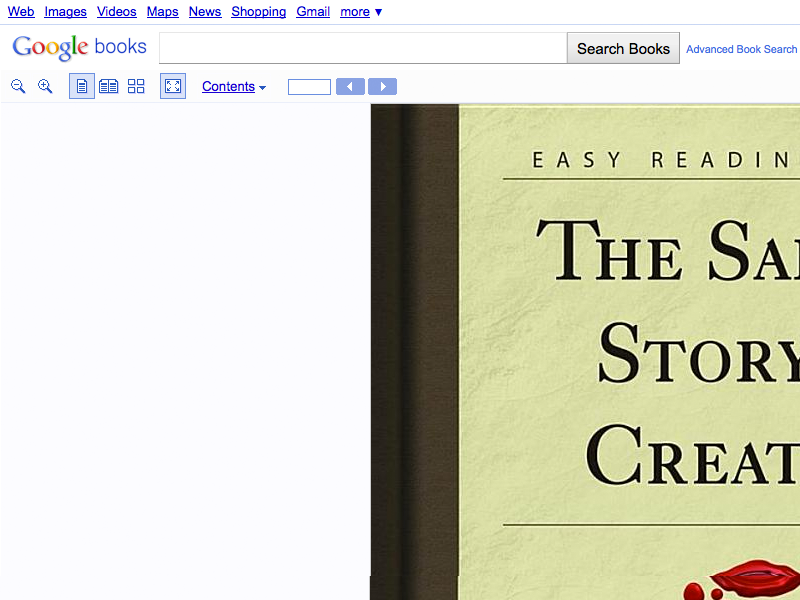 Web Images Videos Maps News Shopping Gmail more ▼
Google books Search Books Advanced Book Search
Contents
EASY READIN
THE SA
STORY
CREAT